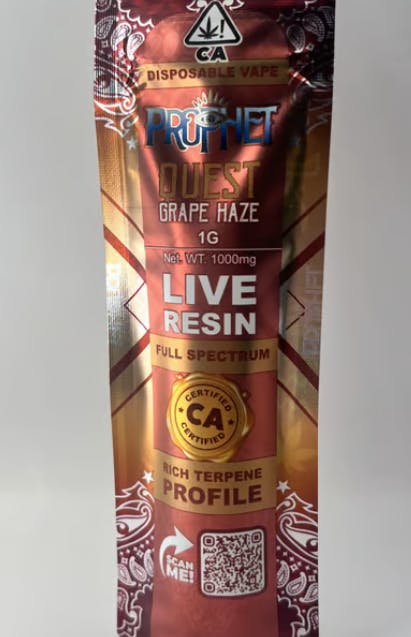 CA
DISPOSABLE VAPE
PROPHET
QUEST
GRAPE HAZE
1G
Net. WT. 1000mg
LIVE
RESIN
FULL SPECTRUM
CERTIFIED
CA
CERTIFIED
RICH TERPENE
PROFILE
SCAN
ME!